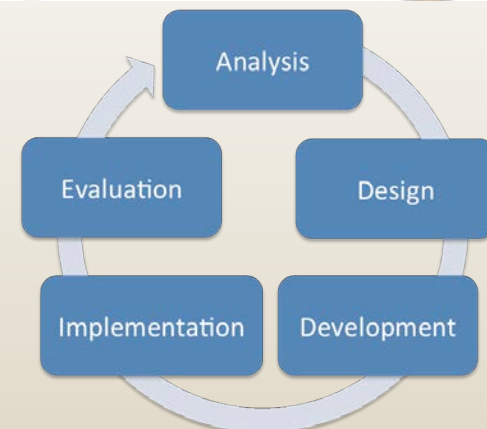 Analysis
Design
Development
Implementation
Evaluation